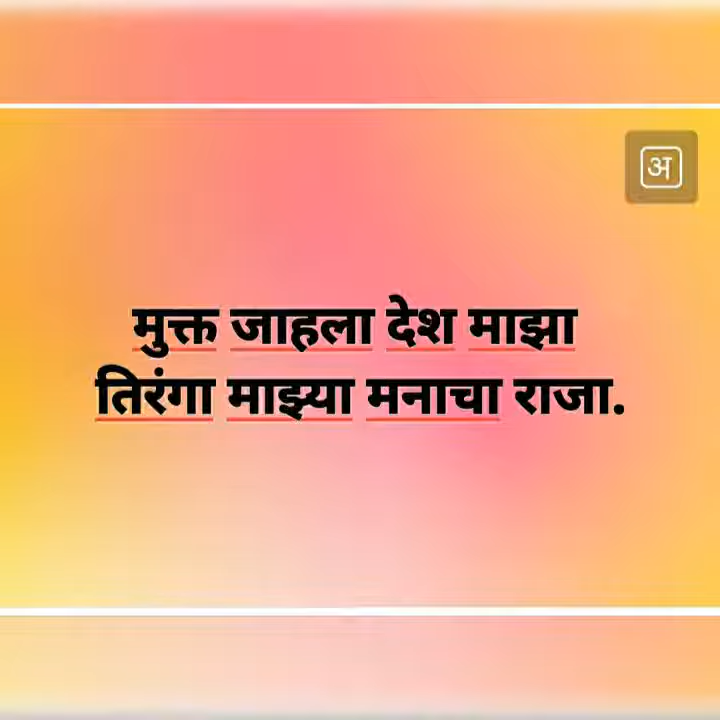 अ
मुक्त जाहला देश माझा
तिरंगा माझ्या मनाचा राजा.